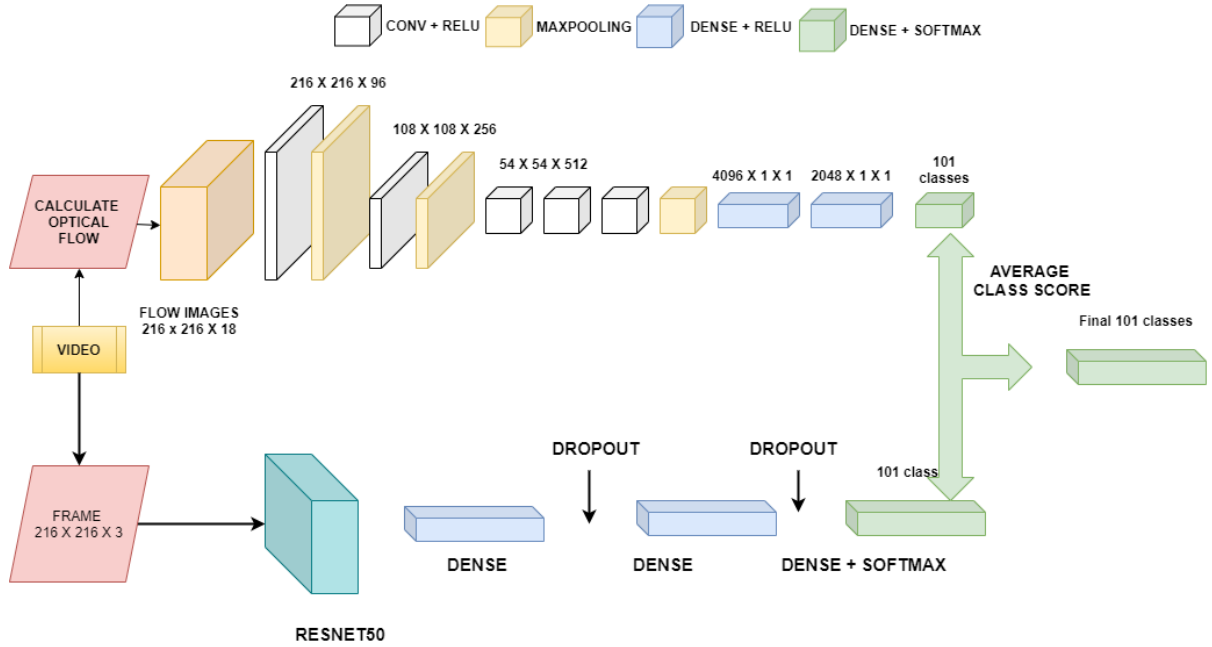 CONV + RELU
MAXPOOLING
DENSE + RELU
DENSE + SOFTMAX
216 X 216 X 96
108 X 108 X 256
54 X 54 X 512
4096 X 1 X 1
2048 X 1 X 1
101
classes
CALCULATE
OPTICAL
FLOW
FLOW IMAGES
216 x 216 X 18
AVERAGE
CLASS SCORE
Final 101 classes
VIDEO
DROPOUT
DROPOUT
101 class
FRAME
216 X 216 X 3
DENSE
DENSE
DENSE + SOFTMAX
RESNET50